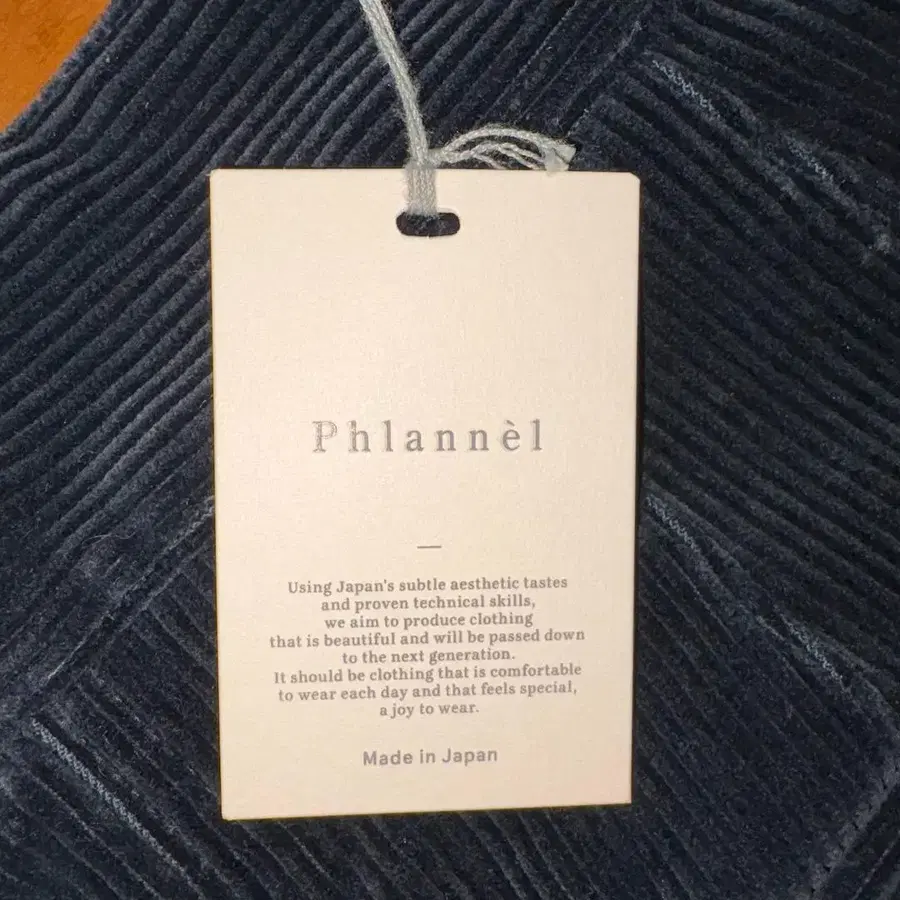 Phlannèl
—
Using Japan's subtle aesthetic tastes
and proven technical skills,
we aim to produce clothing
that is beautiful and will be passed down
to the next generation.
It should be clothing that is comfortable
to wear each day and that feels special,
a joy to wear.
Made in Japan